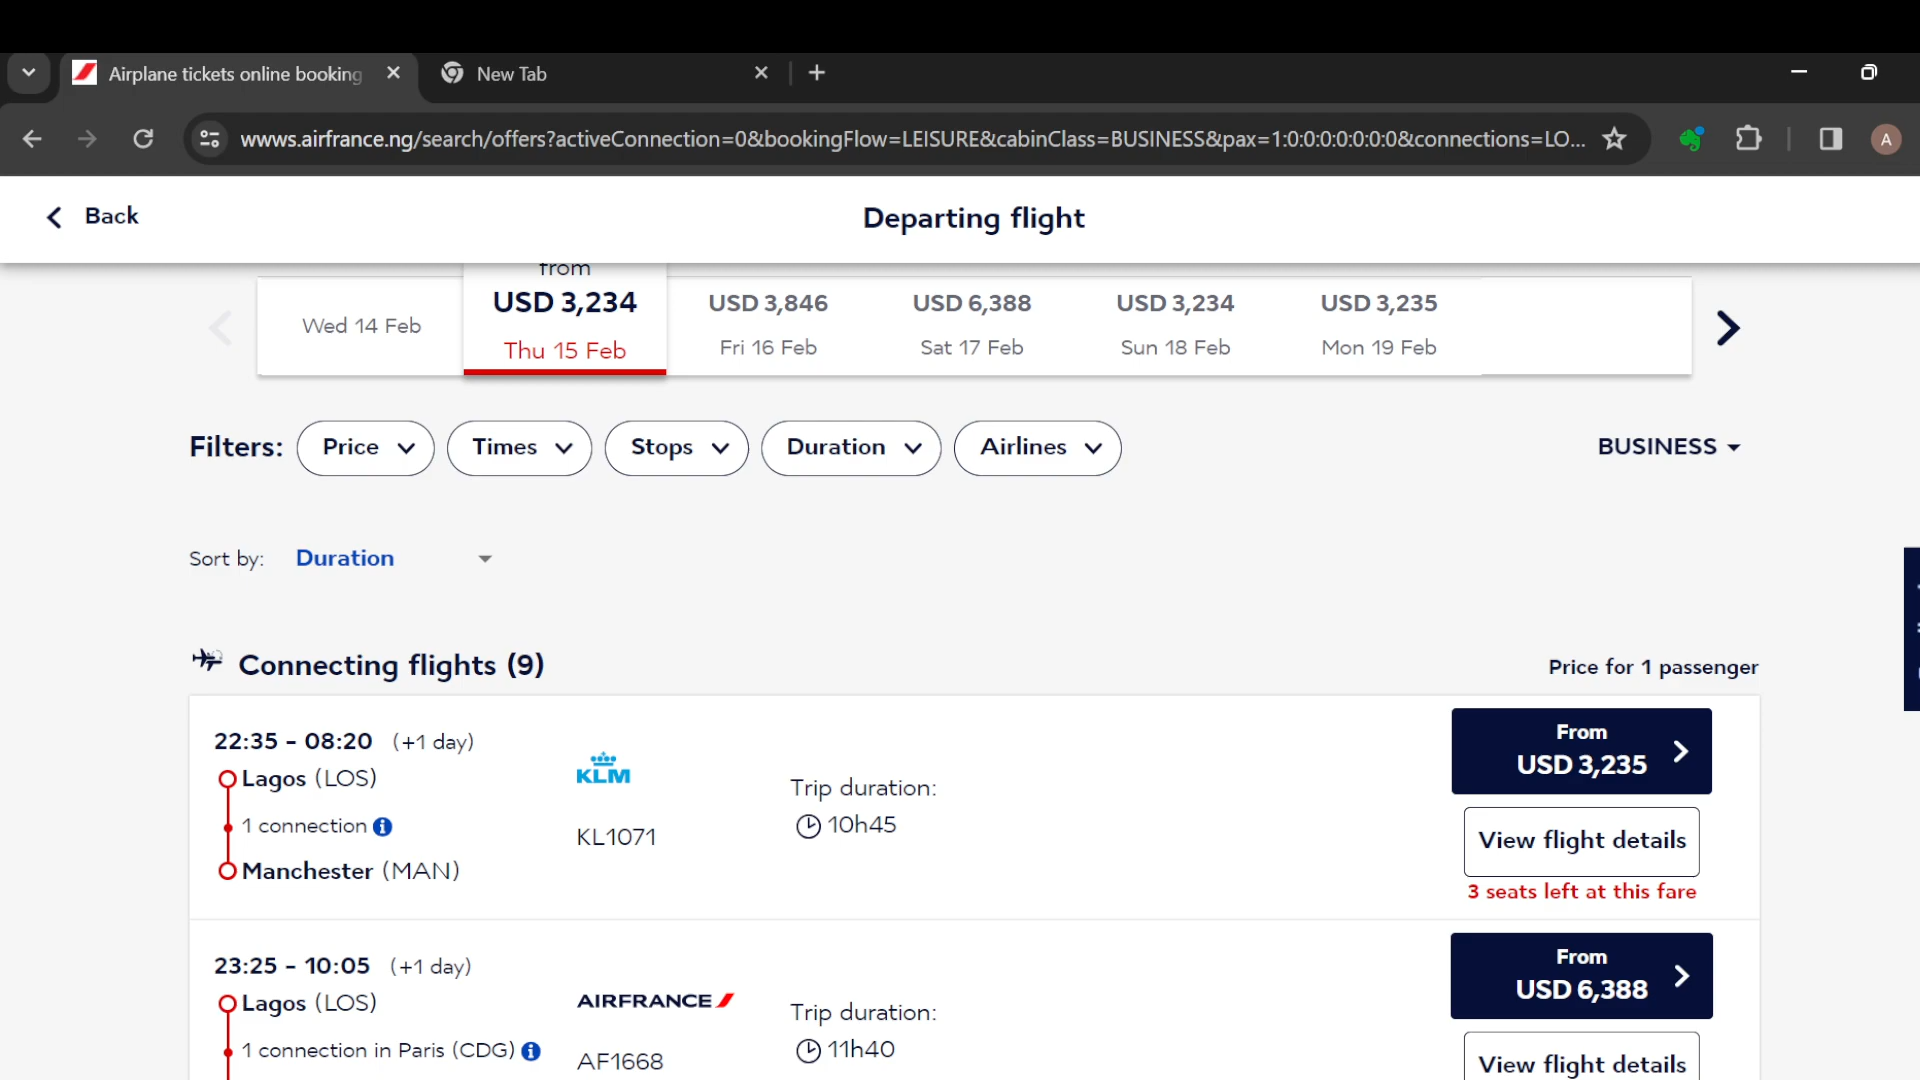 Airplane tickets online booking
New Tab
wwws.airfrance.ng/search/offers?activeConnection=0&bookingFlow=LEISURE&cabinClass=BUSINESS&pax=1:0:0:0:0:0:0:0&connections=LO...
A
Back
Departing flight
from
USD 3,234
Thu 15 Feb
Wed 14 Feb
USD 3,846
Fri 16 Feb
USD 6,388
Sat 17 Feb
USD 3,234
Sun 18 Feb
USD 3,235
Mon 19 Feb
Filters:
Price
Times
Stops
Duration
Airlines
BUSINESS
Sort by: Duration
Connecting flights (9)
Price for 1 passenger
22:35 - 08:20 (+1 day)
Lagos (LOS)
1 connection
Manchester (MAN)
KLM
KL1071
Trip duration:
10h45
From
USD 3,235
View flight details
3 seats left at this fare
23:25 - 10:05 (+1 day)
Lagos (LOS)
1 connection in Paris (CDG)
AIRFRANCE
AF1668
Trip duration:
11h40
From
USD 6,388
View flight details